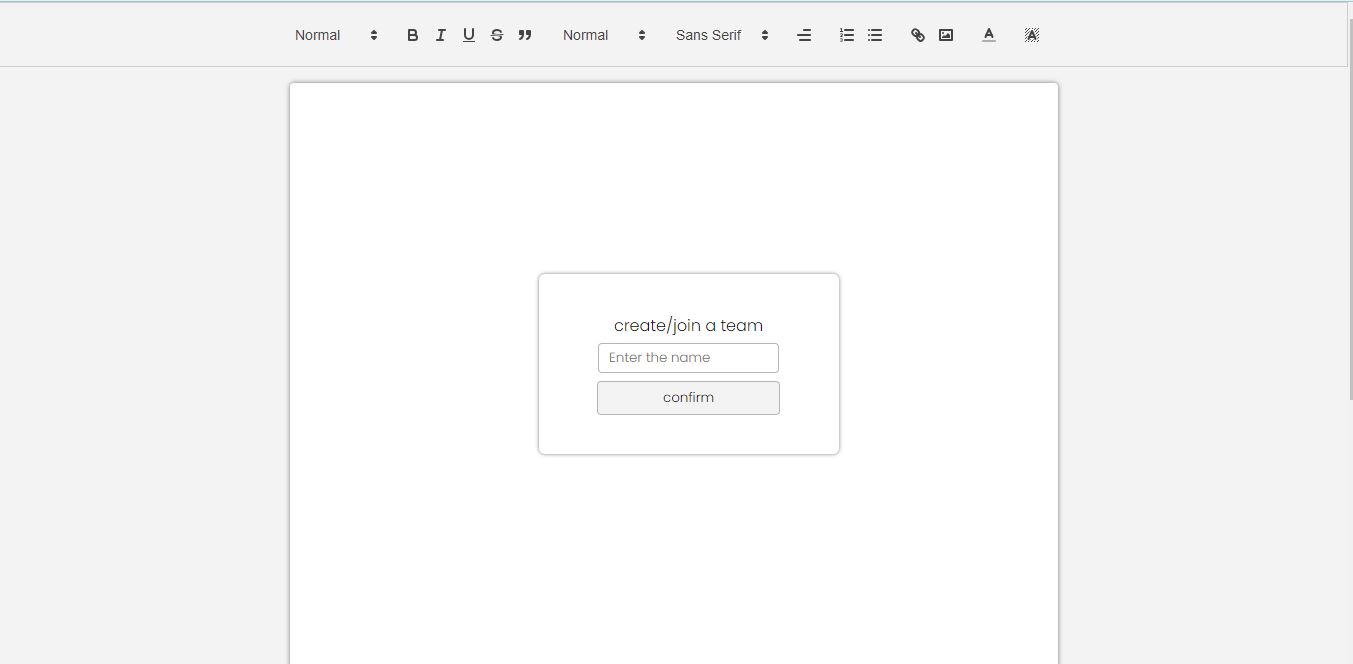 Normal B I U S Normal Sans Serif A A
create/join a team
Enter the name
confirm